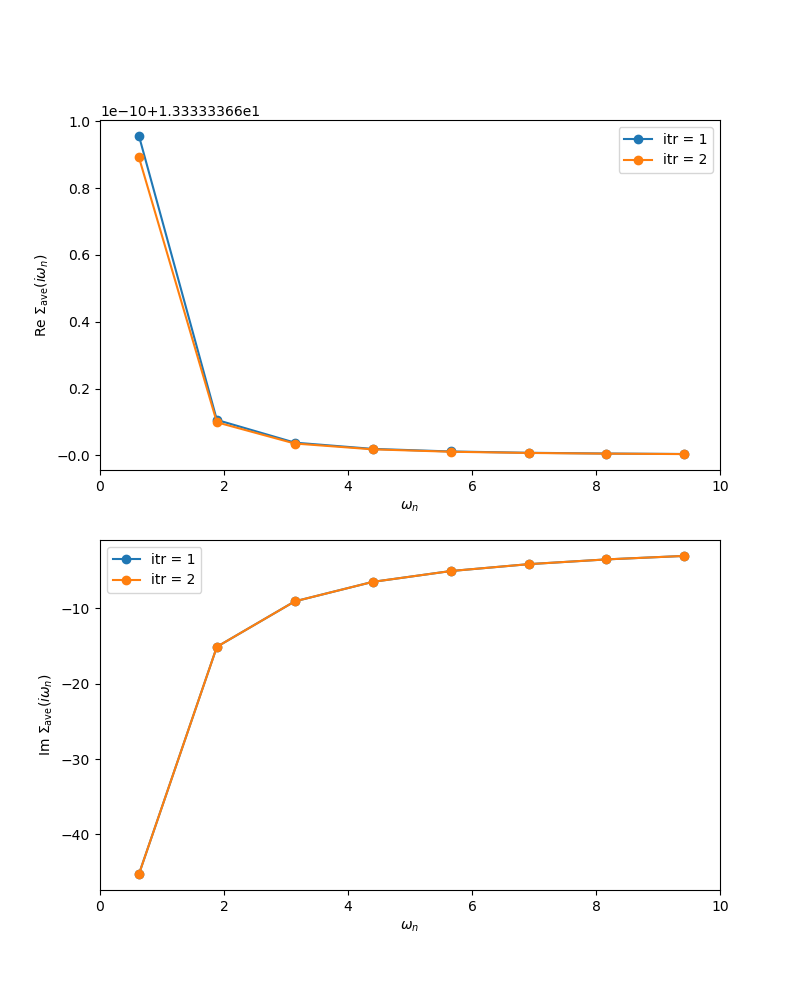 1e−10+1.33333366e1
1.0
0.8
0.6
0.4
0.2
−0.0
Re Σave(iωn)
itr = 1
itr = 2
0 2 4 6 8 10
ωn
itr = 1
itr = 2
−10
−20
−30
−40
Im Σave(iωn)
0 2 4 6 8 10
ωn